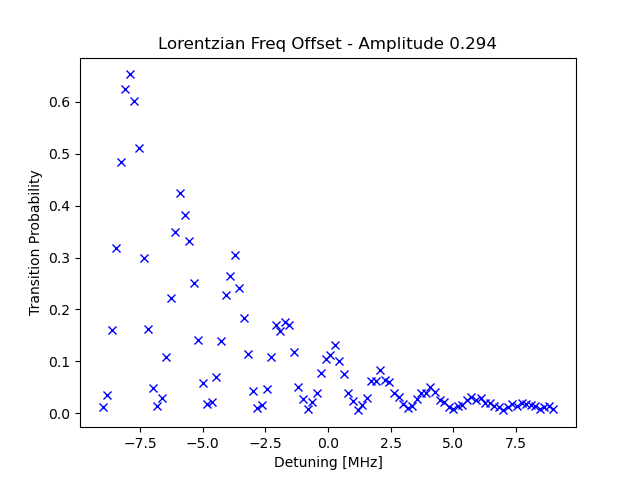 Lorentzian Freq Offset - Amplitude 0.294
Transition Probability
0.6
0.5
0.4
0.3
0.2
0.1
0.0
−7.5 −5.0 −2.5 0.0 2.5 5.0 7.5
Detuning [MHz]